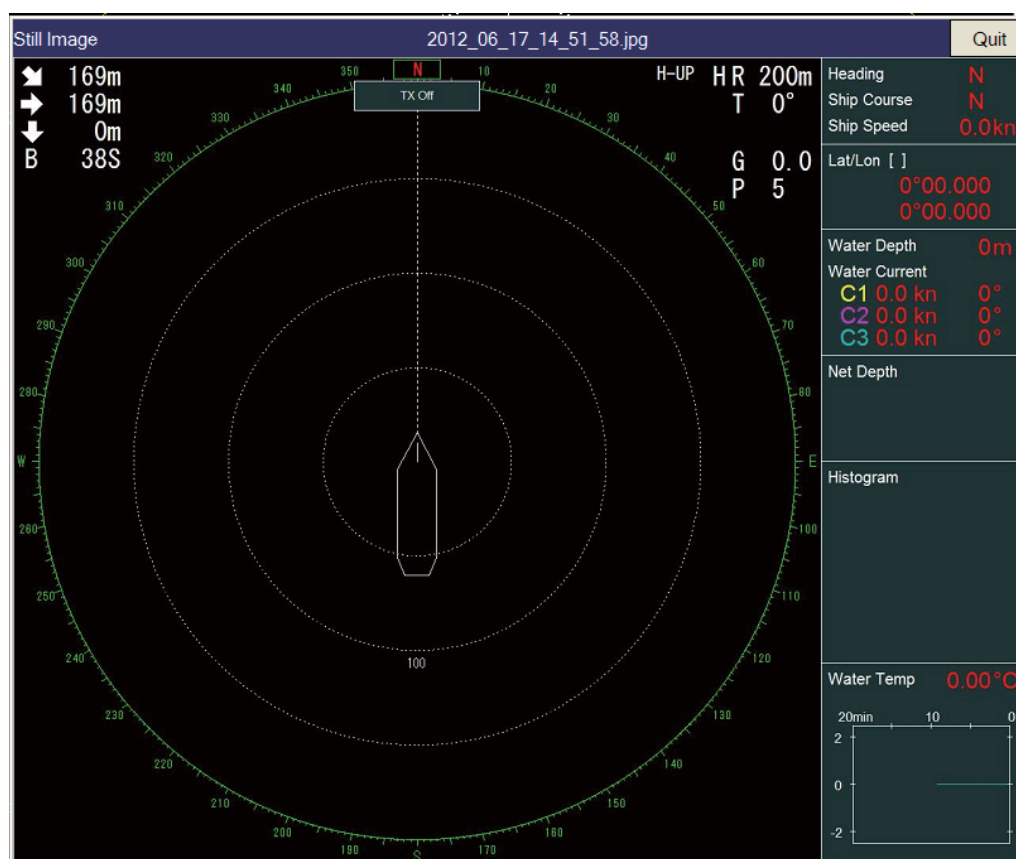 Still Image 2012_06_17_14_51_58.jpg Quit
169m
169m
0m
B 38S
H-UP HR 200m
T 0°
G 0.0
P 5
TX Off
N
10
20
30
40
50
60
70
80
E
100
110
120
130
140
150
160
170
S
190
200
210
220
230
240
250
260
W
280
290
300
310
320
330
340
350
100
Heading N
Ship Course N
Ship Speed 0.0kn
Lat/Lon [ ]
0°00.000
0°00.000
Water Depth 0m
Water Current
C1 0.0 kn 0°
C2 0.0 kn 0°
C3 0.0 kn 0°
Net Depth
Histogram
Water Temp 0.00°C
20min 10 0
2
0
-2